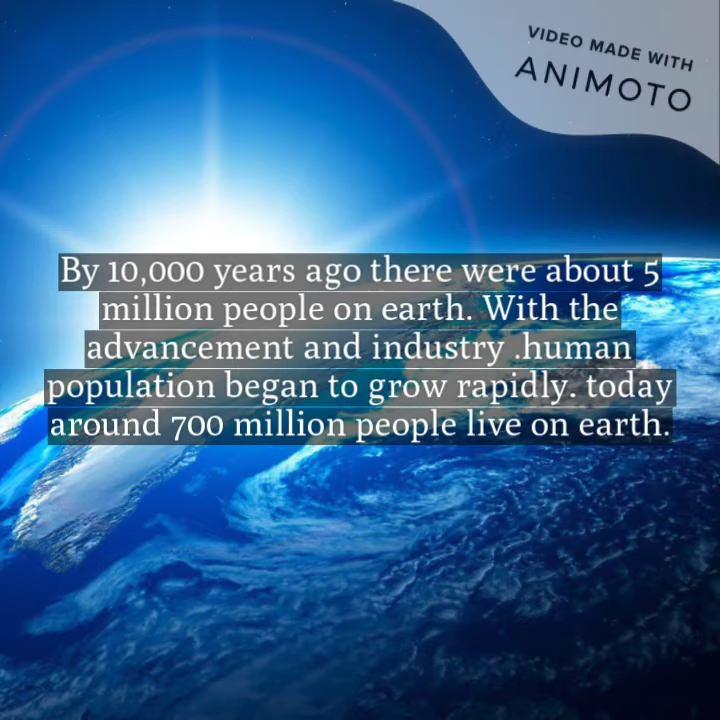 VIDEO MADE WITH
ANIMOTO
By 10,000 years ago there were about 5
million people on earth. With the
advancement and industry .human
population began to grow rapidly. today
around 700 million people live on earth.